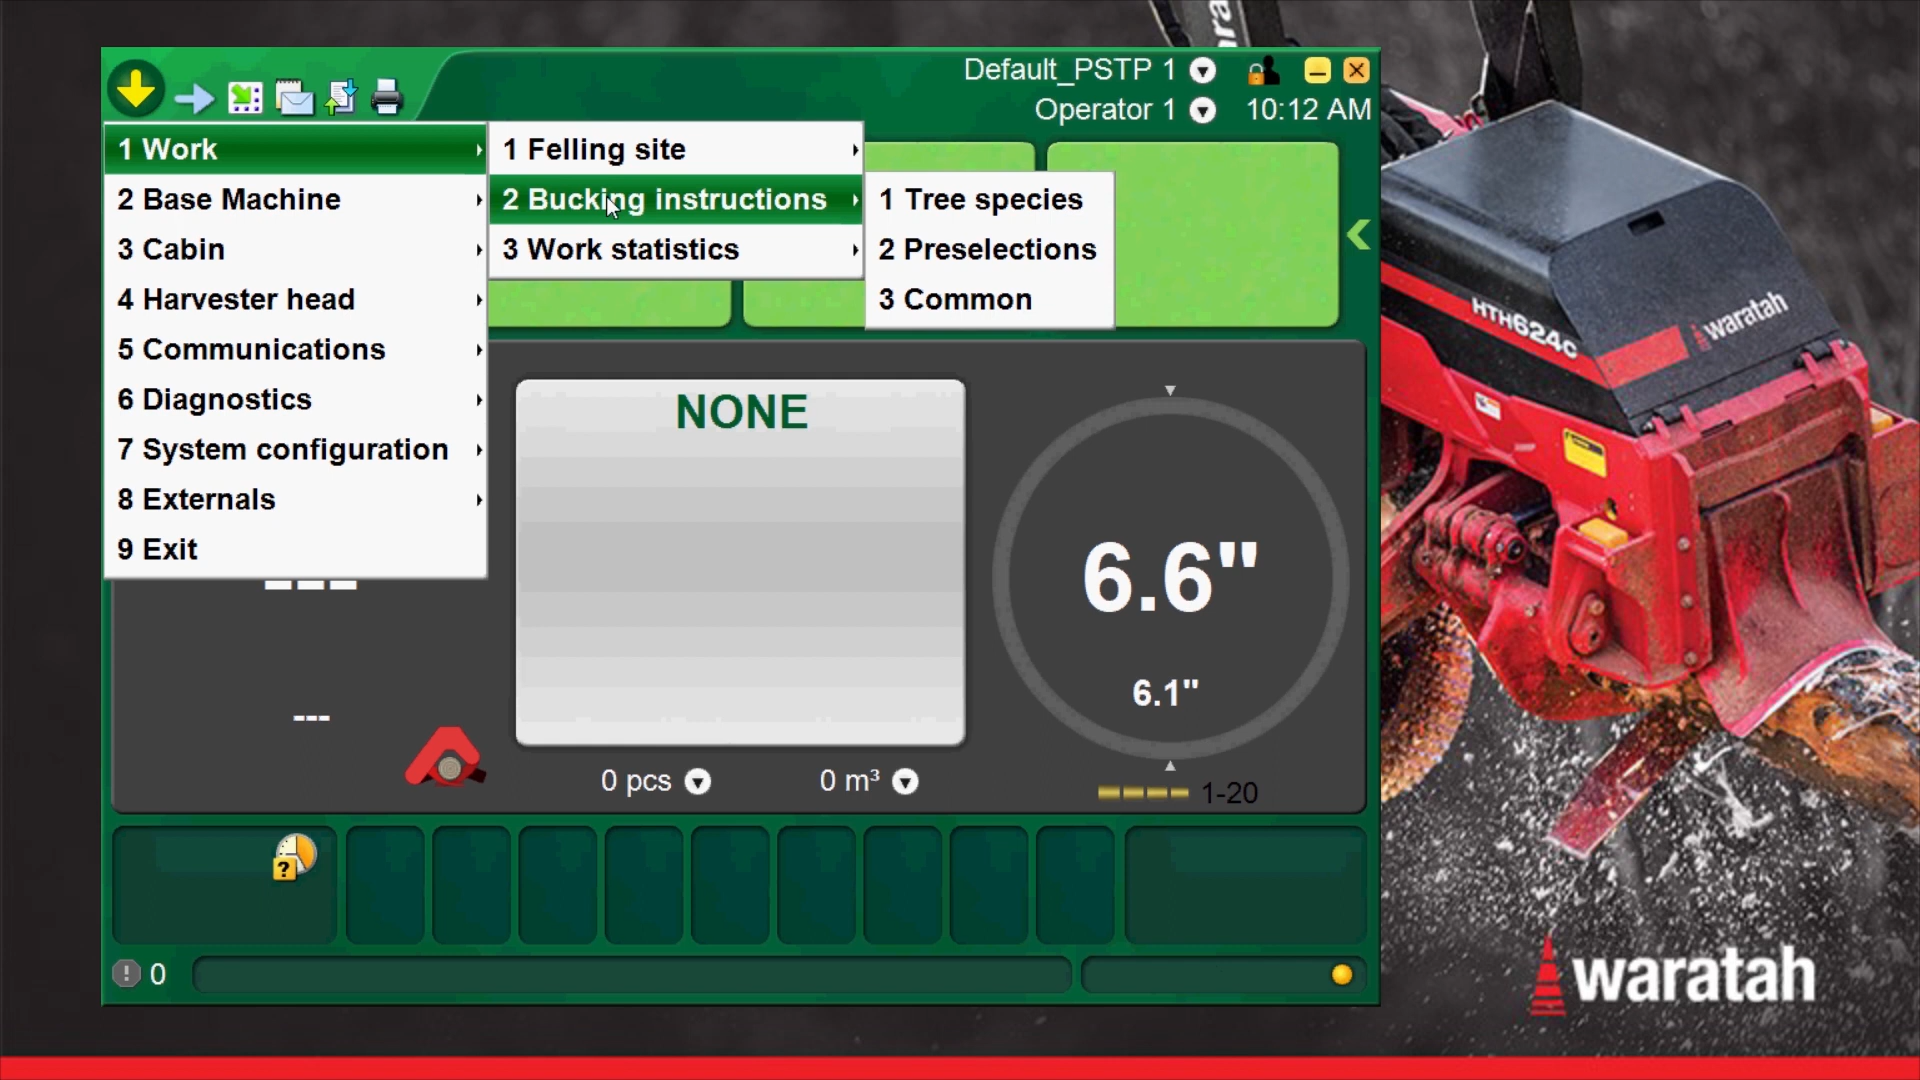 Default_PSTP 1
Operator 1 10:12 AM
1 Work
2 Base Machine
3 Cabin
4 Harvester head
5 Communications
6 Diagnostics
7 System configuration
8 Externals
9 Exit
1 Felling site
2 Bucking instructions
3 Work statistics
1 Tree species
2 Preselections
3 Common
NONE
---
---
6.6"
6.1"
0 pcs 0 m³
1-20
?
! 0
HTH624C waratah
waratah